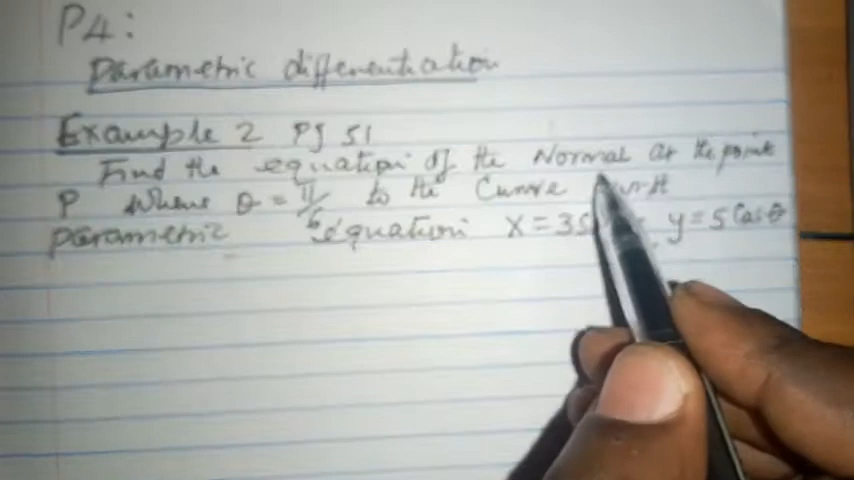 P4:
Parametric differentiation
Example 2 Pg 51
Find the equation of the Normal at the point
P where θ = π/6 to the Curve with
parametric equation x = 3S y = 5 Cos θ